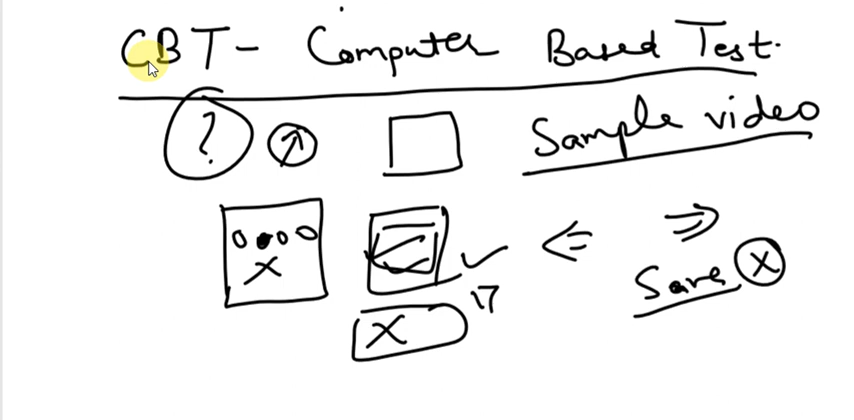 CBT - Computer Based Test.
?
Sample video
X
17
Save X
X